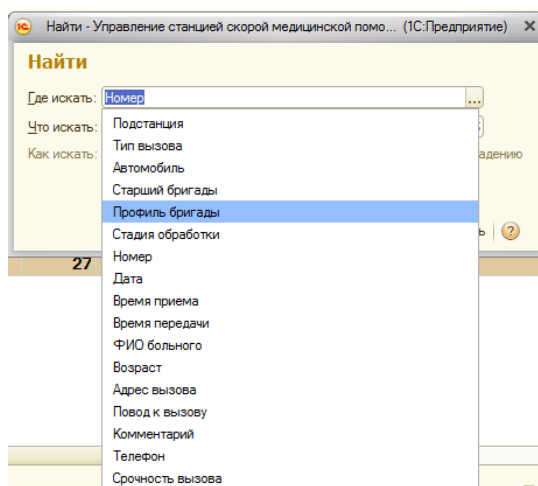 Найти - Управление станцией скорой медицинской помо... (1С:Предприятие)
Найти
Где искать: Номер ...
Что искать:
Как искать:
Подстанция
Тип вызова
Автомобиль
Старший бригады
Профиль бригады
Стадия обработки
Номер
Дата
Время приема
Время передачи
ФИО больного
Возраст
Адрес вызова
Повод к вызову
Комментарий
Телефон
Срочность вызова
адению
ь ?
27